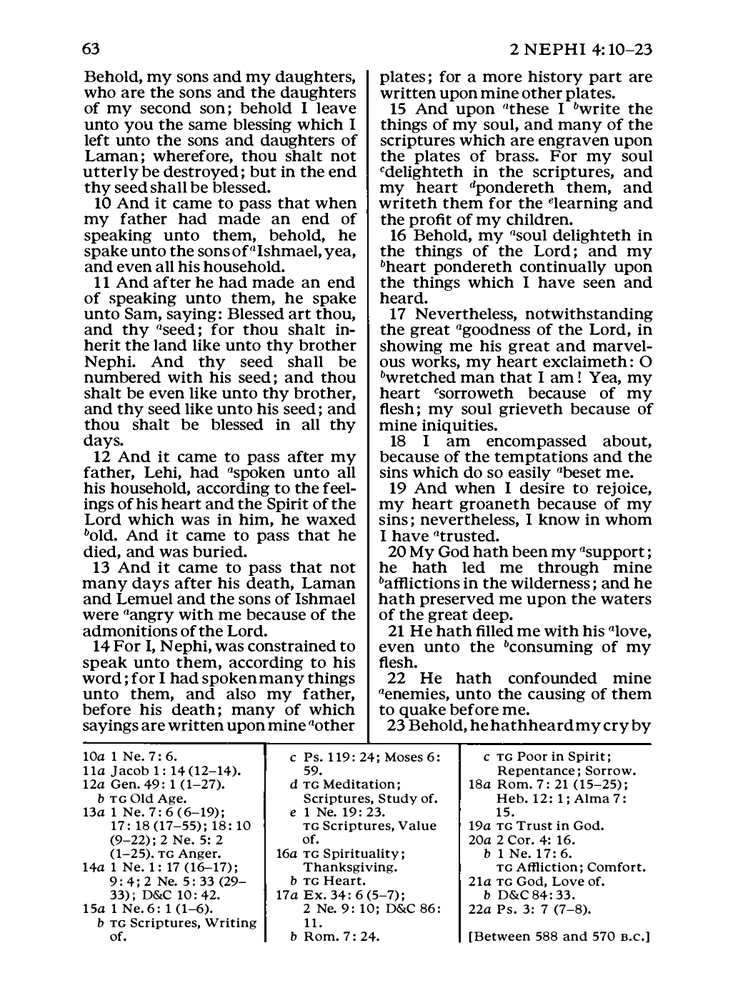 63
2 NEPHI 4:10–23
Behold, my sons and my daughters,
who are the sons and the daughters
of my second son; behold I leave
unto you the same blessing which I
left unto the sons and daughters of
Laman; wherefore, thou shalt not
utterly be destroyed; but in the end
thy seed shall be blessed.
10 And it came to pass that when
my father had made an end of
speaking unto them, behold, he
spake unto the sons of aIshmael, yea,
and even all his household.
11 And after he had made an end
of speaking unto them, he spake
unto Sam, saying: Blessed art thou,
and thy aseed; for thou shalt in-
herit the land like unto thy brother
Nephi. And thy seed shall be
numbered with his seed; and thou
shalt be even like unto thy brother,
and thy seed like unto his seed; and
thou shalt be blessed in all thy
days.
12 And it came to pass after my
father, Lehi, had aspoken unto all
his household, according to the feel-
ings of his heart and the Spirit of the
Lord which was in him, he waxed
bold. And it came to pass that he
died, and was buried.
13 And it came to pass that not
many days after his death, Laman
and Lemuel and the sons of Ishmael
were aangry with me because of the
admonitions of the Lord.
14 For I, Nephi, was constrained to
speak unto them, according to his
word; for I had spoken many things
unto them, and also my father,
before his death; many of which
sayings are written upon mine aother
plates; for a more history part are
written upon mine other plates.
15 And upon athese I bwrite the
things of my soul, and many of the
scriptures which are engraven upon
the plates of brass. For my soul
cdelighteth in the scriptures, and
my heart dpondereth them, and
writeth them for the elearning and
the profit of my children.
16 Behold, my asoul delighteth in
the things of the Lord; and my
bheart pondereth continually upon
the things which I have seen and
heard.
17 Nevertheless, notwithstanding
the great agoodness of the Lord, in
showing me his great and marvel-
ous works, my heart exclaimeth: O
bwretched man that I am! Yea, my
heart csorroweth because of my
flesh; my soul grieveth because of
mine iniquities.
18 I am encompassed about,
because of the temptations and the
sins which do so easily abeset me.
19 And when I desire to rejoice,
my heart groaneth because of my
sins; nevertheless, I know in whom
I have atrusted.
20 My God hath been my asupport;
he hath led me through mine
bafflictions in the wilderness; and he
hath preserved me upon the waters
of the great deep.
21 He hath filled me with his alove,
even unto the bconsuming of my
flesh.
22 He hath confounded mine
aenemies, unto the causing of them
to quake before me.
23 Behold, he hath heard my cry by
10a 1 Ne. 7: 6.
11a Jacob 1: 14 (12–14).
12a Gen. 49: 1 (1–27).
b TG Old Age.
13a 1 Ne. 7: 6 (6–19);
17: 18 (17–55); 18: 10
(9–22); 2 Ne. 5: 2
(1–25). TG Anger.
14a 1 Ne. 1: 17 (16–17);
9: 4; 2 Ne. 5: 33 (29–
33); D&C 10: 42.
15a 1 Ne. 6: 1 (1–6).
b TG Scriptures, Writing
of.
c Ps. 119: 24; Moses 6:
59.
d TG Meditation;
Scriptures, Study of.
e 1 Ne. 19: 23.
TG Scriptures, Value
of.
16a TG Spirituality;
Thanksgiving.
b TG Heart.
17a Ex. 34: 6 (5–7);
2 Ne. 9: 10; D&C 86:
11.
b Rom. 7: 24.
c TG Poor in Spirit;
Repentance; Sorrow.
18a Rom. 7: 21 (15–25);
Heb. 12: 1; Alma 7:
15.
19a TG Trust in God.
20a 2 Cor. 4: 16.
b 1 Ne. 17: 6.
TG Affliction; Comfort.
21a TG God, Love of.
b D&C 84: 33.
22a Ps. 3: 7 (7–8).
[Between 588 and 570 B.C.]